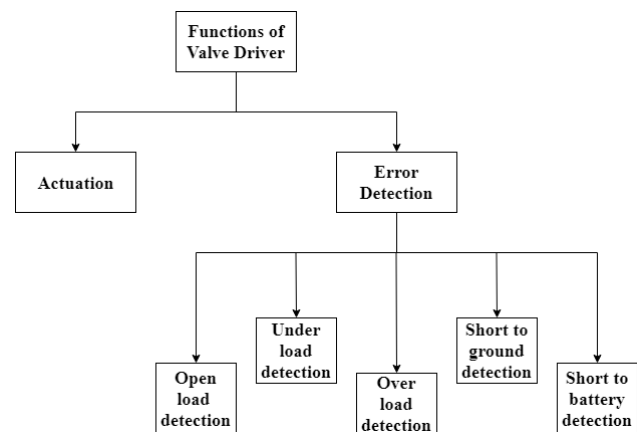 Functions of
Valve Driver
Actuation
Error
Detection
Open
load
detection
Under
load
detection
Over
load
detection
Short to
ground
detection
Short to
battery
detection